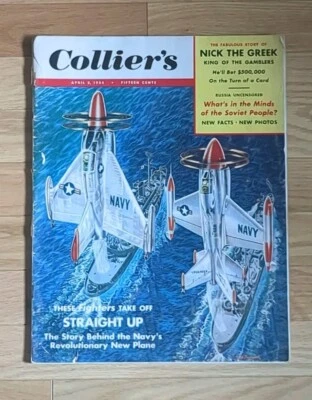 Collier's
APRIL 2, 1954 • FIFTEEN CENTS
THE FABULOUS STORY OF
NICK THE GREEK
KING OF THE GAMBLERS
He'll Bet $500,000
On the Turn of a Card
RUSSIA UNCENSORED
What's in the Minds
of the Soviet People?
NEW FACTS • NEW PHOTOS
NAVY
NAVY
THESE FIGHTERS TAKE OFF
STRAIGHT UP
The Story Behind the Navy's
Revolutionary New Plane